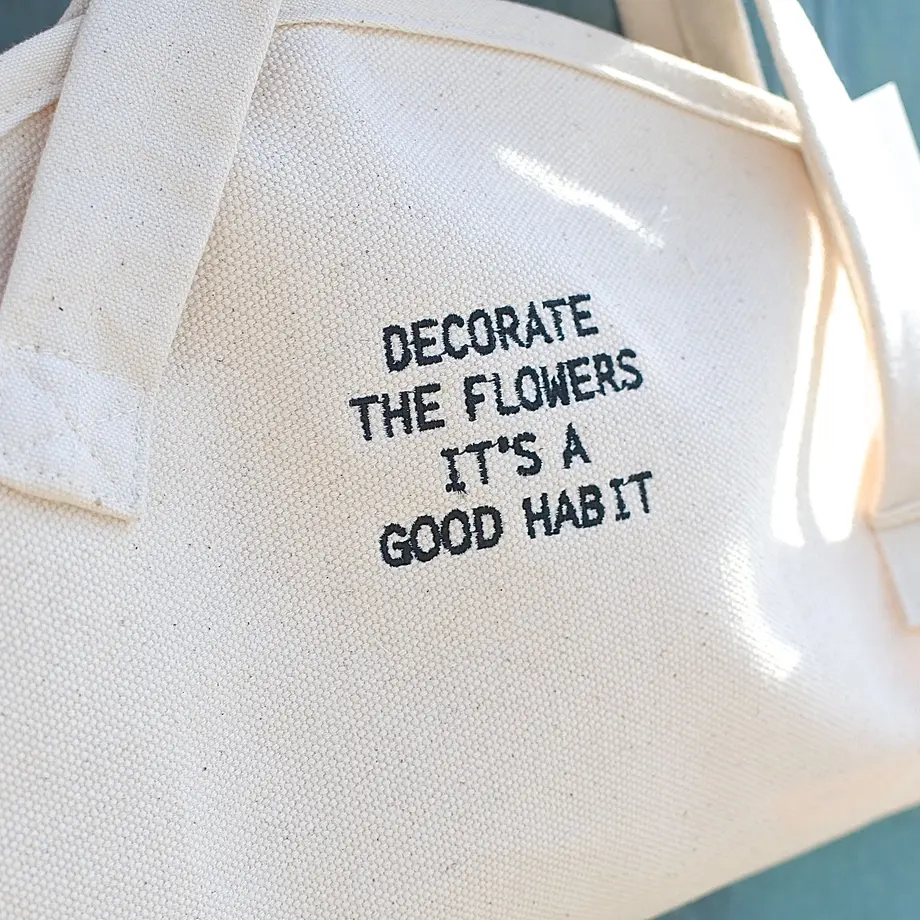 DECORATE
THE FLOWERS
IT'S A
GOOD HABIT